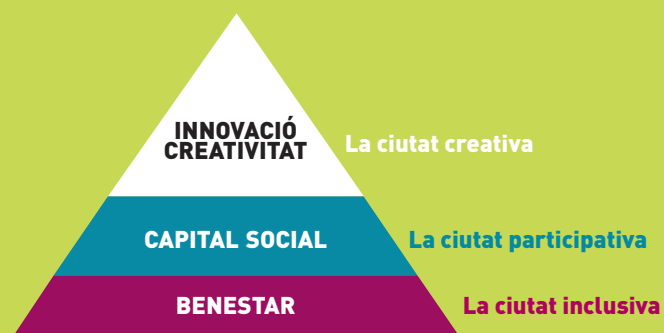 INNOVACIÓ
CREATIVITAT
La ciutat creativa
CAPITAL SOCIAL
La ciutat participativa
BENESTAR
La ciutat inclusiva